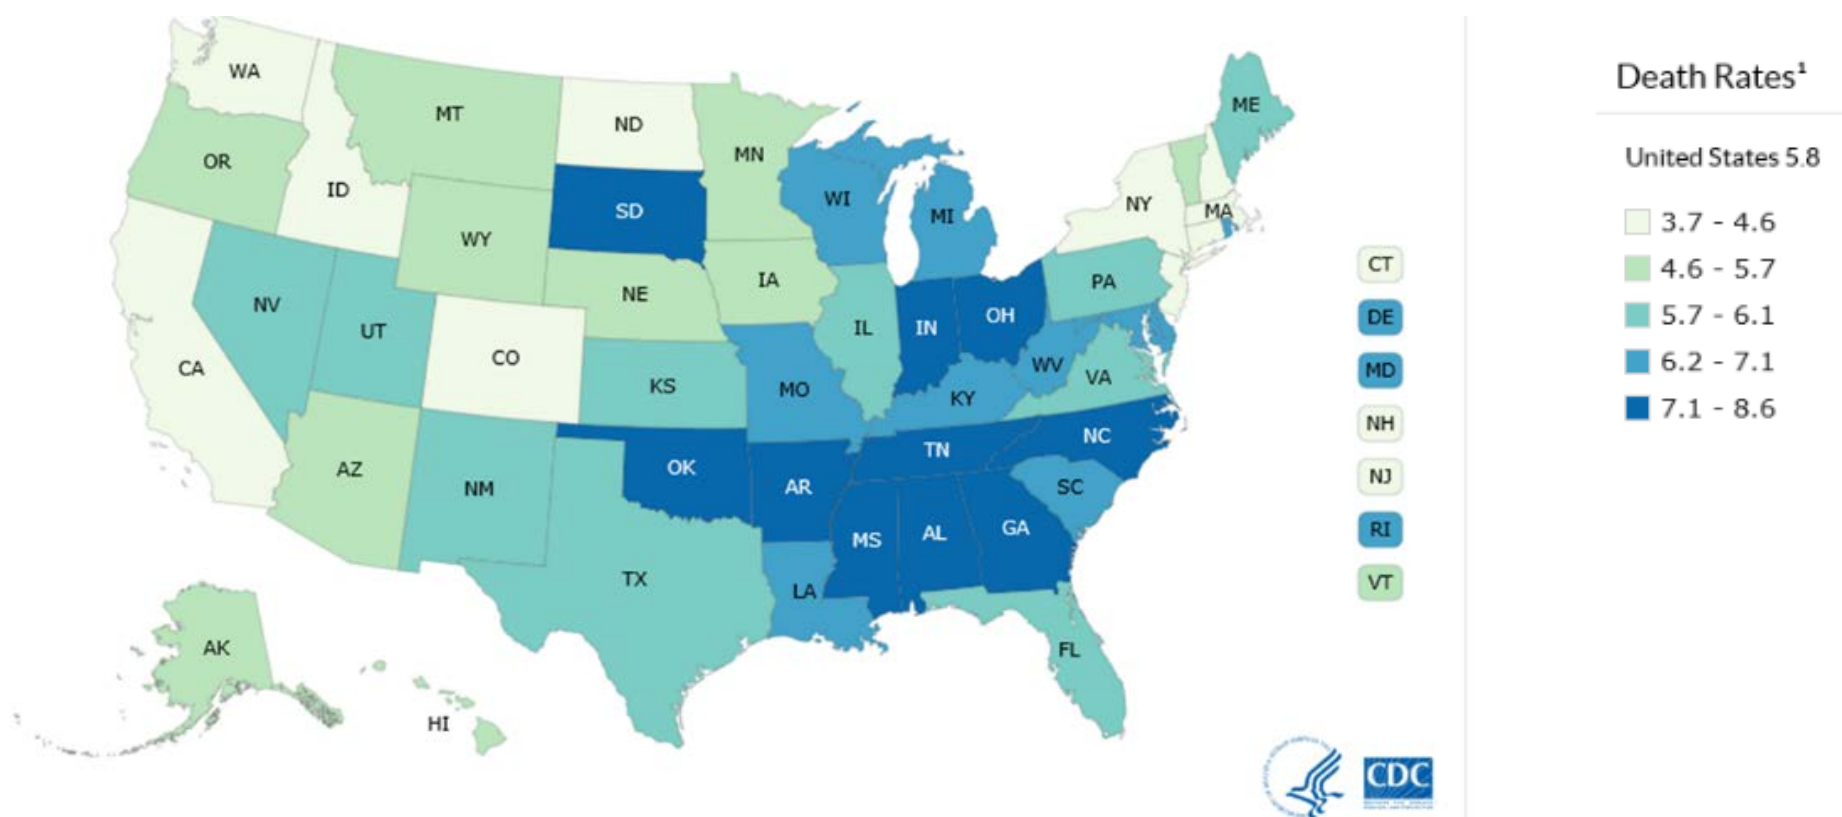 WA
MT
ND
ME
OR
ID
MN
WY
SD
WI
MI
NY
MA
NE
IA
PA
NV
UT
CO
IL
IN
OH
CA
KS
MO
WV
VA
KY
AZ
NM
OK
AR
TN
NC
SC
TX
LA
MS
AL
GA
FL
AK
HI
CT
DE
MD
NH
NJ
RI
VT
CDC
Death Rates¹
United States 5.8
3.7 - 4.6
4.6 - 5.7
5.7 - 6.1
6.2 - 7.1
7.1 - 8.6